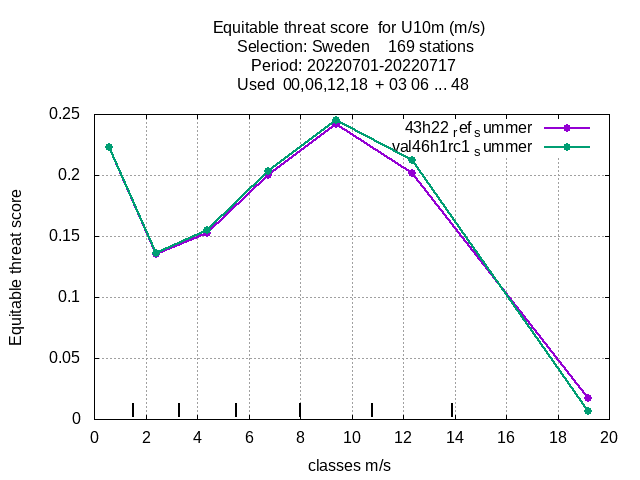 Equitable threat score  for U10m (m/s)
Selection: Sweden    169 stations
Period: 20220701-20220717
Used  00,06,12,18  + 03 06 ... 48
43h22 ref summer
val46h1rc1 summer
0.25
0.2
0.15
0.1
0.05
0
Equitable threat score
0 2 4 6 8 10 12 14 16 18 20
classes m/s